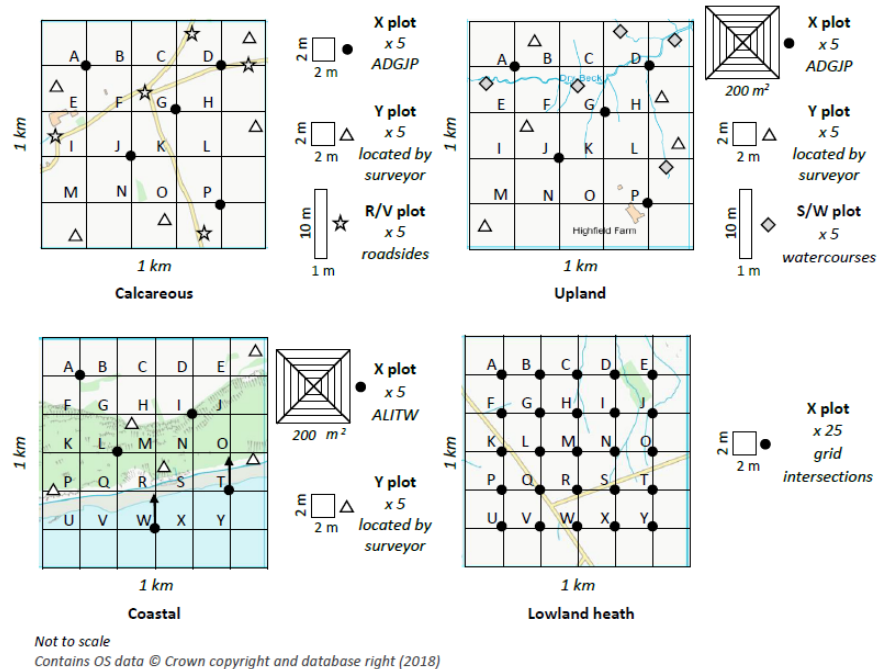 A B C D
E F G H
I J K L
M N O P
1 km
1 km
Calcareous
2 m
2 m
X plot
x 5
ADGJP
2 m
2 m
Y plot
x 5
located by
surveyor
10 m
1 m
R/V plot
x 5
roadsides
A B C D
Dry Beck
E F G H
I J K L
M N O P
Highfield Farm
1 km
1 km
Upland
200 m²
X plot
x 5
ADGJP
2 m
2 m
Y plot
x 5
located by
surveyor
10 m
1 m
S/W plot
x 5
watercourses
A B C D E
F G H I J
K L M N O
P Q R S T
U V W X Y
1 km
1 km
Coastal
200 m²
X plot
x 5
ALITW
2 m
2 m
Y plot
x 5
located by
surveyor
A B C D E
F G H I J
K L M N O
P Q R S T
U V W X Y
1 km
1 km
Lowland heath
2 m
2 m
X plot
x 25
grid
intersections
Not to scale
Contains OS data © Crown copyright and database right (2018)